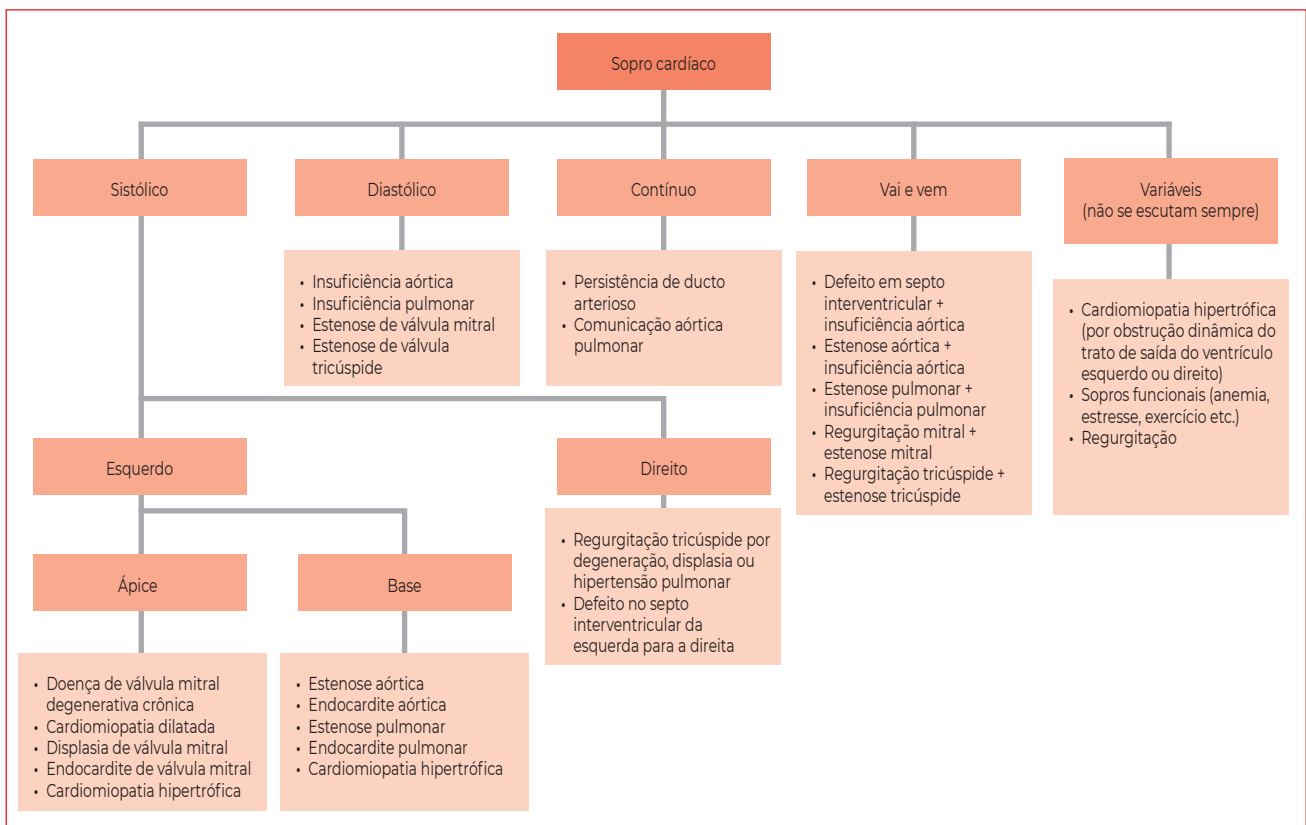 Sopro cardíaco
Sistólico
Diastólico
Contínuo
Vai e vem
Variáveis
(não se escutam sempre)
• Insuficiência aórtica
• Insuficiência pulmonar
• Estenose de válvula mitral
• Estenose de válvula
tricúspide
• Persistência de ducto
arterioso
• Comunicação aórtica
pulmonar
• Defeito em septo
interventricular +
insuficiência aórtica
• Estenose aórtica +
insuficiência aórtica
• Estenose pulmonar +
insuficiência pulmonar
• Regurgitação mitral +
estenose mitral
• Regurgitação tricúspide +
estenose tricúspide
• Cardiomiopatia hipertrófica
(por obstrução dinâmica do
trato de saída do ventrículo
esquerdo ou direito)
• Sopros funcionais (anemia,
estresse, exercício etc.)
• Regurgitação
Esquerdo
Direito
• Regurgitação tricúspide por
degeneração, displasia ou
hipertensão pulmonar
• Defeito no septo
interventricular da
esquerda para a direita
Ápice
Base
• Doença de válvula mitral
degenerativa crônica
• Cardiomiopatia dilatada
• Displasia de válvula mitral
• Endocardite de válvula mitral
• Cardiomiopatia hipertrófica
• Estenose aórtica
• Endocardite aórtica
• Estenose pulmonar
• Endocardite pulmonar
• Cardiomiopatia hipertrófica